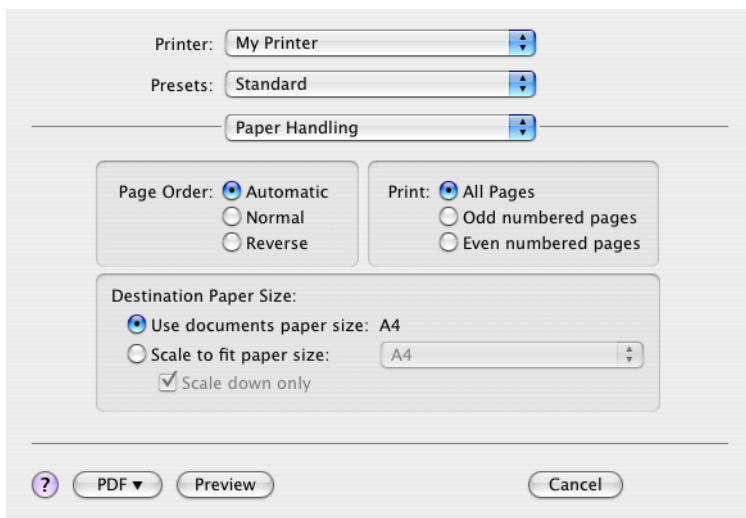 Printer: My Printer
Presets: Standard
Paper Handling
Page Order: Automatic
Normal
Reverse
Print: All Pages
Odd numbered pages
Even numbered pages
Destination Paper Size:
Use documents paper size: A4
Scale to fit paper size: A4
Scale down only
? PDF▼ Preview Cancel